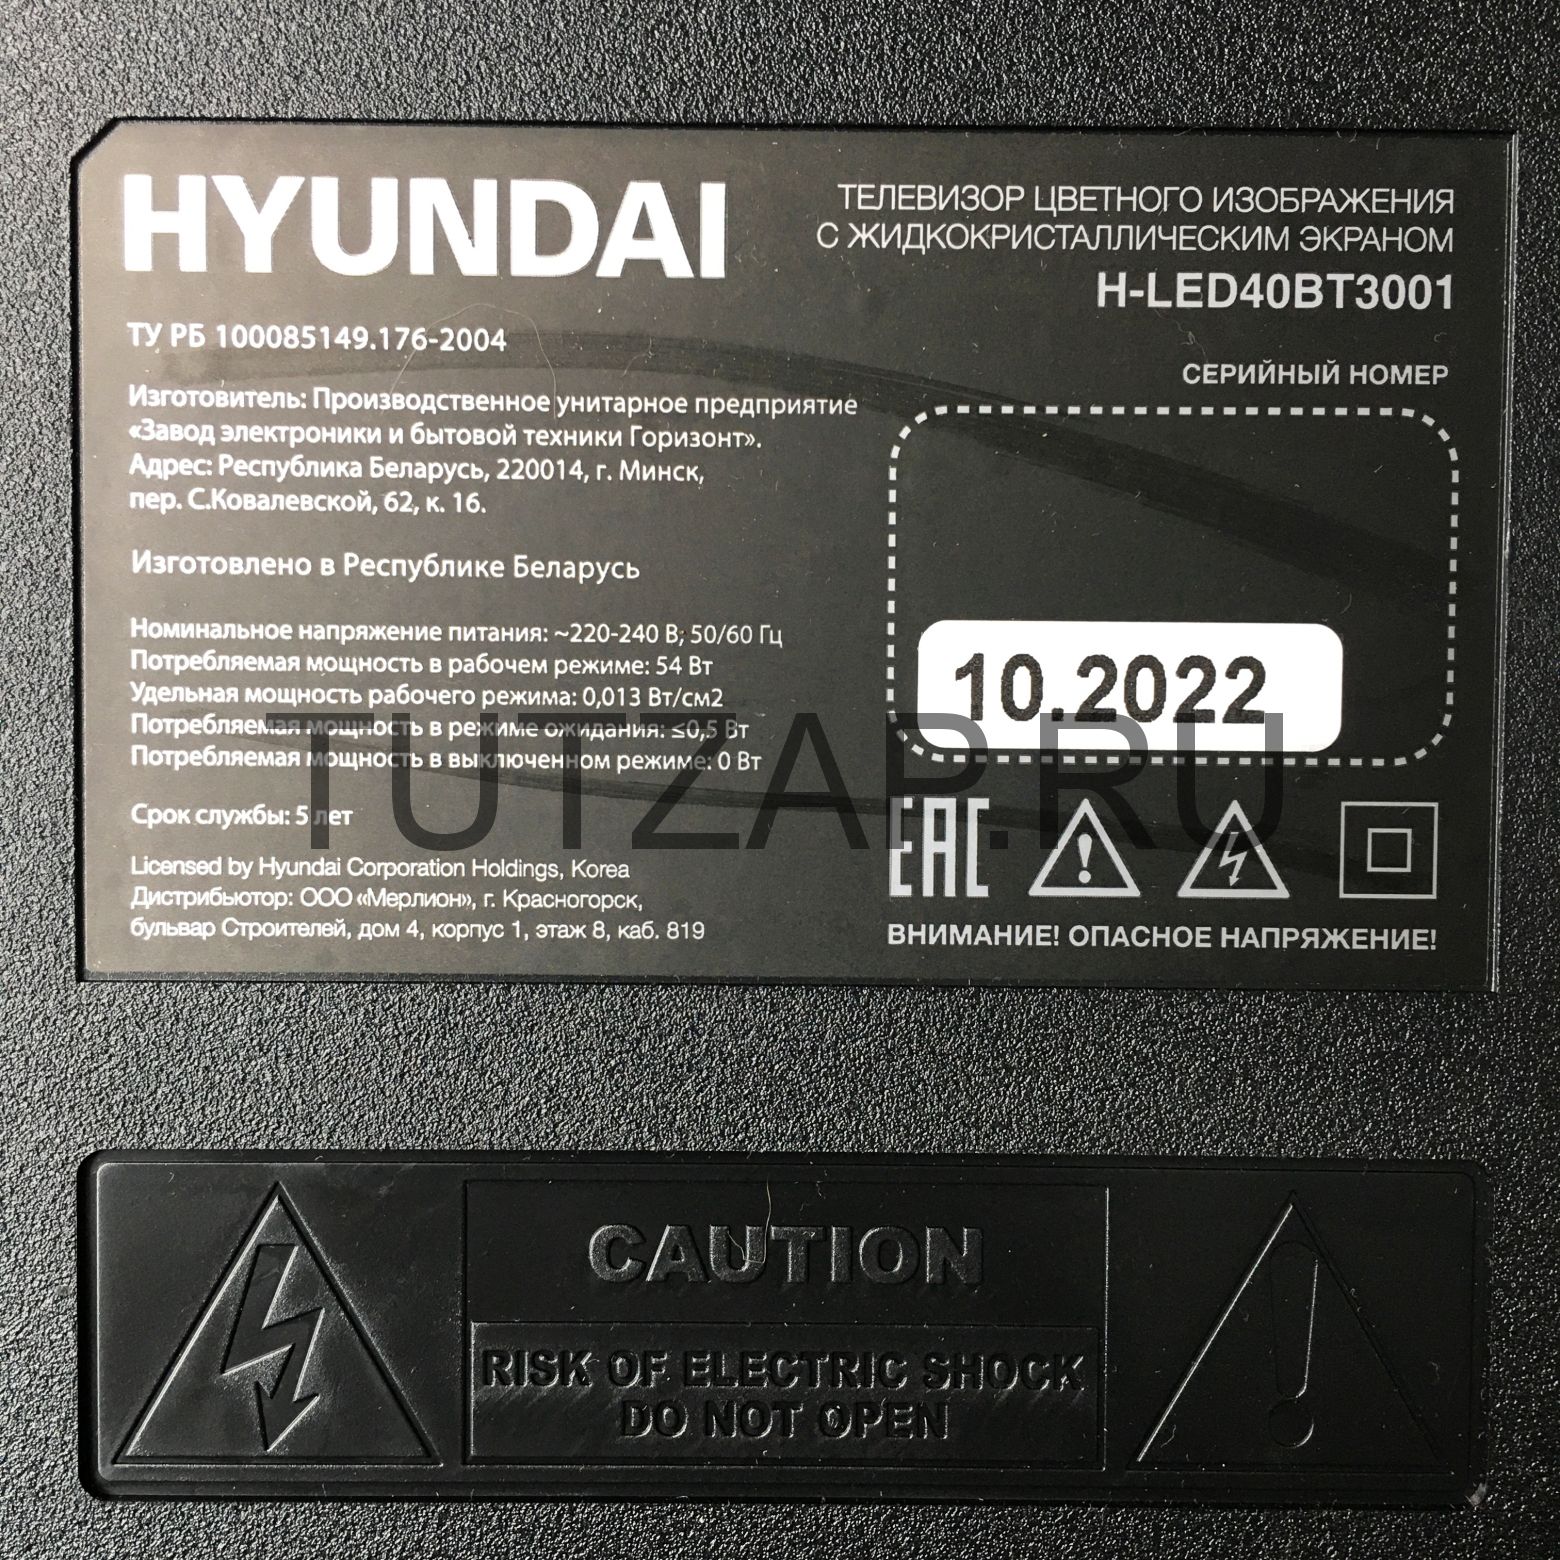 HYUNDAI
ТЕЛЕВИЗОР ЦВЕТНОГО ИЗОБРАЖЕНИЯ
С ЖИДКОКРИСТАЛЛИЧЕСКИМ ЭКРАНОМ
H-LED40BT3001
ТУ РБ 100085149.176-2004
Изготовитель: Производственное унитарное предприятие
«Завод электроники и бытовой техники Горизонт».
Адрес: Республика Беларусь, 220014, г. Минск,
пер. С.Ковалевской, 62, к. 16.
Изготовлено в Республике Беларусь
Номинальное напряжение питания: ~220-240 В; 50/60 Гц
Потребляемая мощность в рабочем режиме: 54 Вт
Удельная мощность рабочего режима: 0,013 Вт/см2
Потребляемая мощность в режиме ожидания: ≤0,5 Вт
Потребляемая мощность в выключенном режиме: 0 Вт
Срок службы: 5 лет
Licensed by Hyundai Corporation Holdings, Korea
Дистрибьютор: ООО «Мерлион», г. Красногорск,
бульвар Строителей, дом 4, корпус 1, этаж 8, каб. 819
СЕРИЙНЫЙ НОМЕР
10.2022
EAC
ВНИМАНИЕ! ОПАСНОЕ НАПРЯЖЕНИЕ!
TUTZAP.RU
CAUTION
RISK OF ELECTRIC SHOCK
DO NOT OPEN